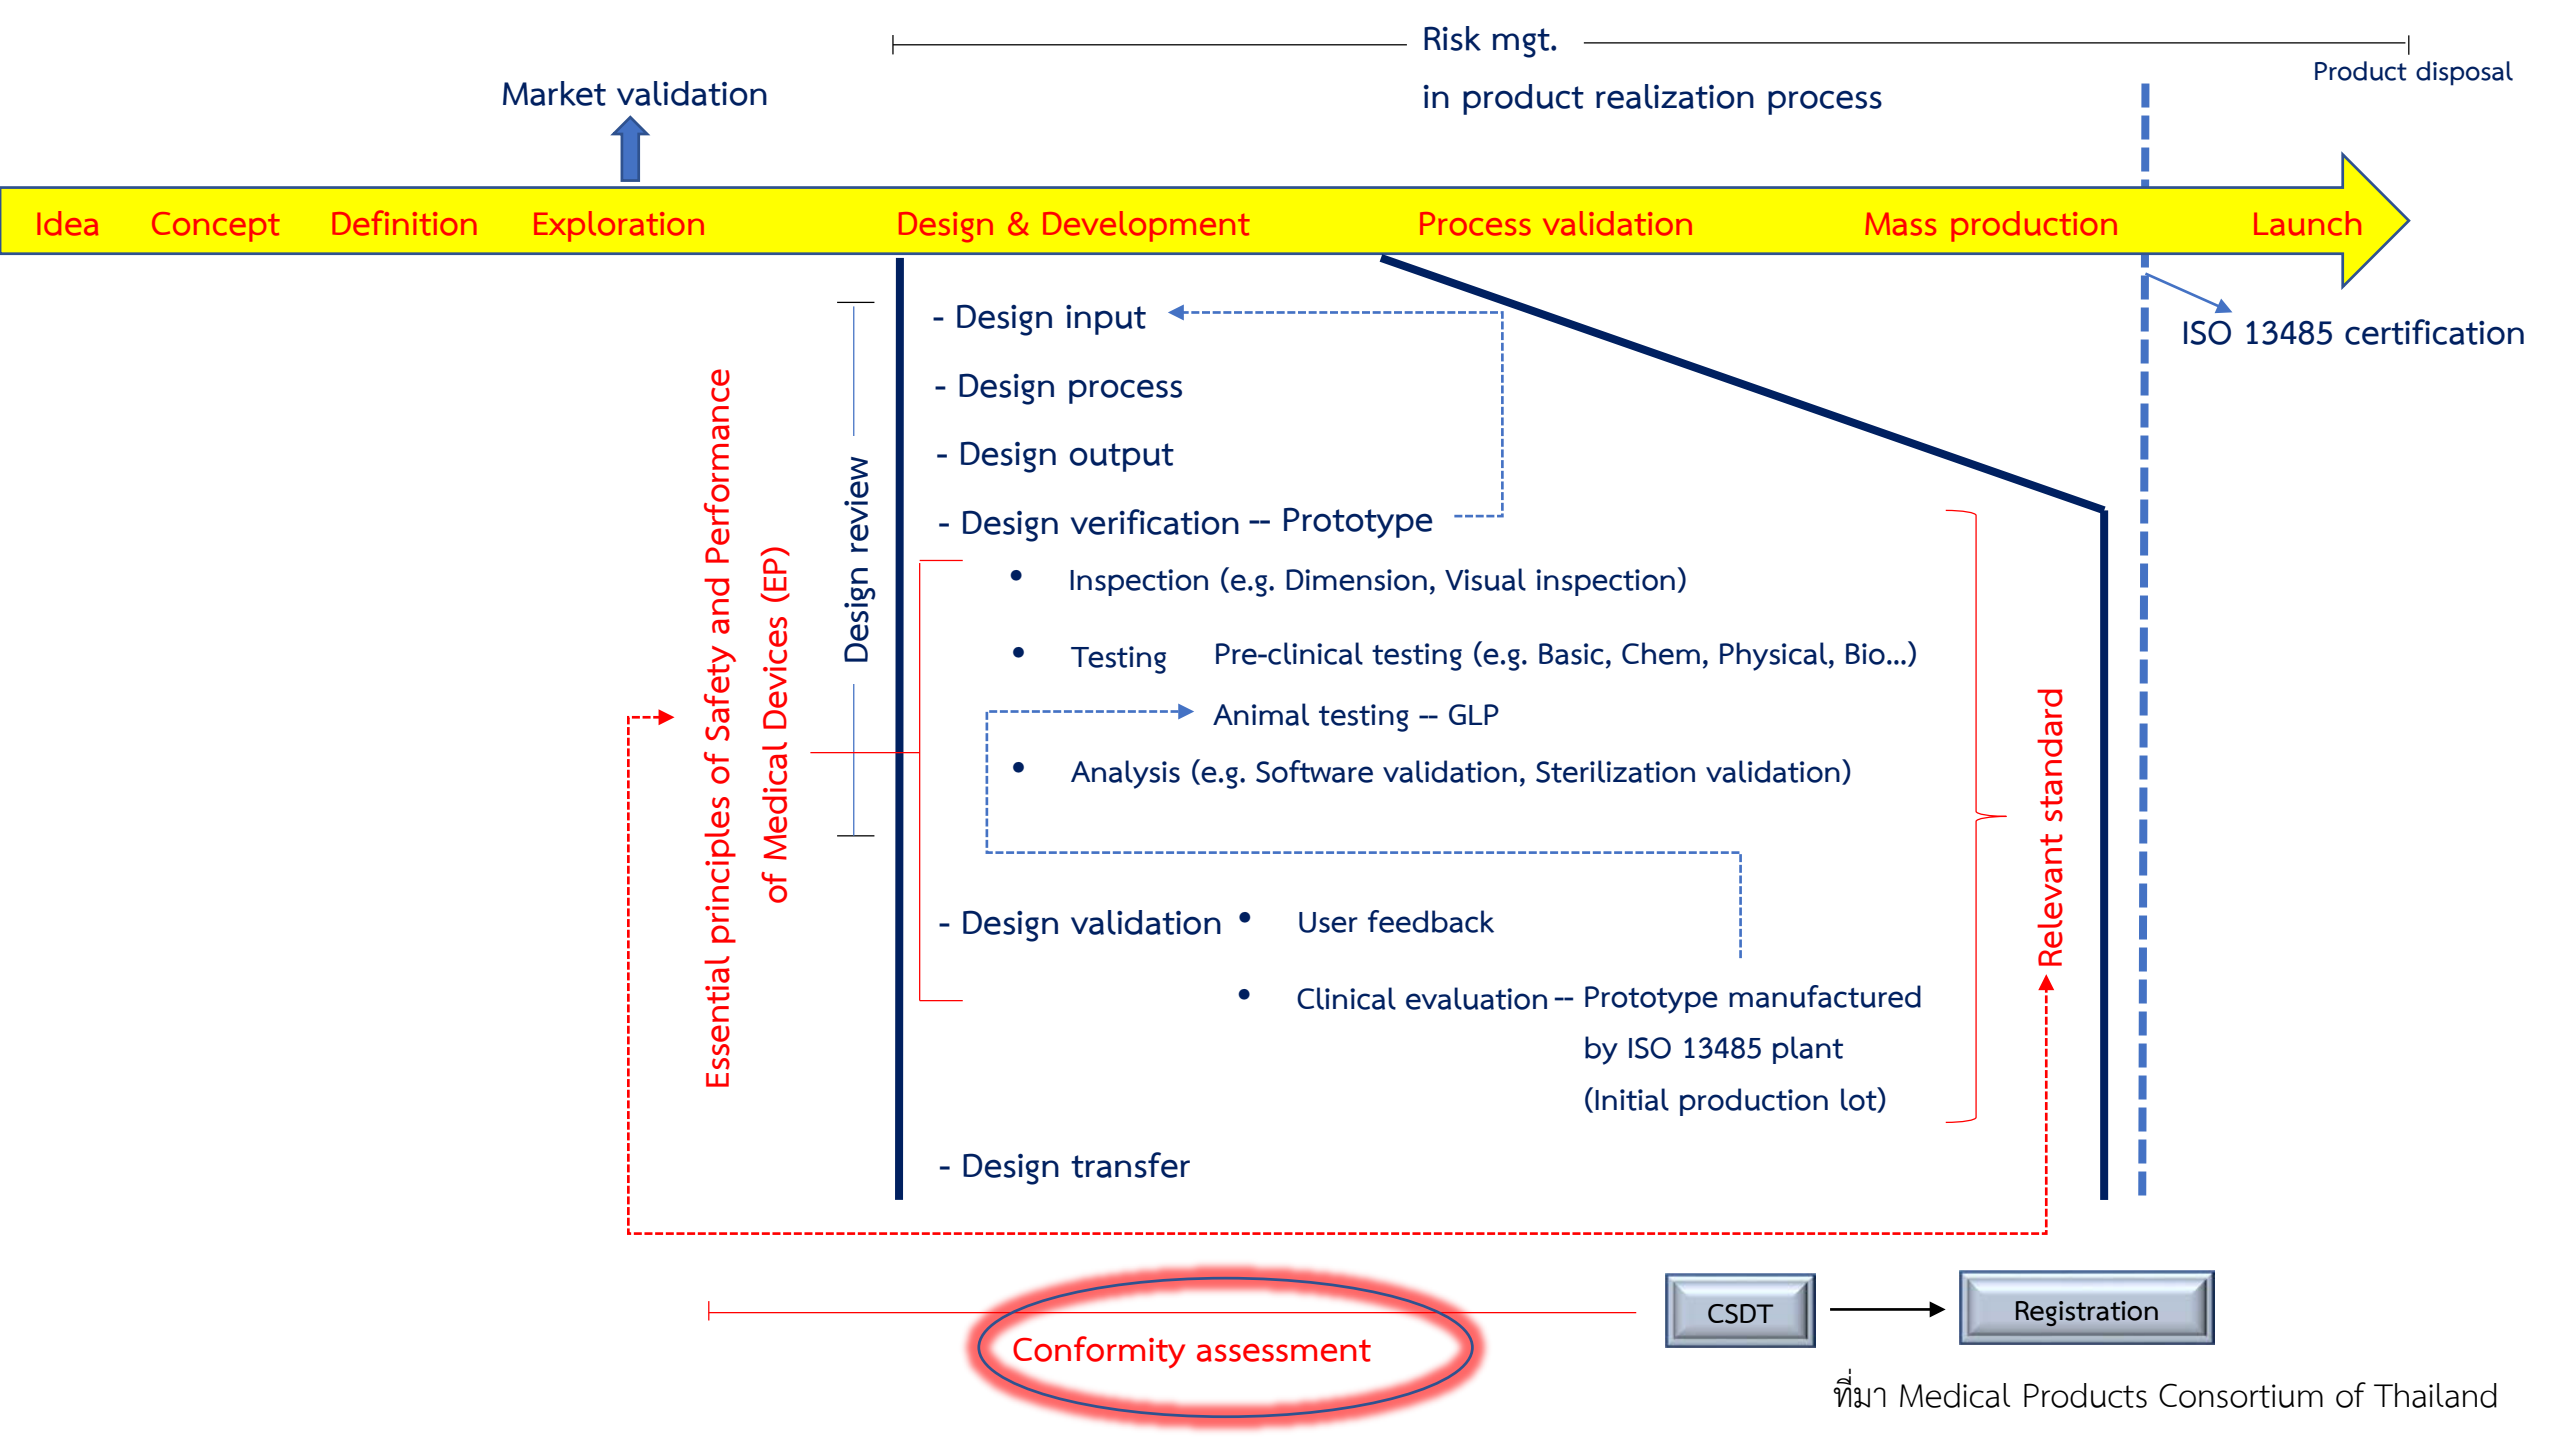 Risk mgt.
in product realization process
Product disposal
Market validation
Idea Concept Definition Exploration Design & Development Process validation Mass production Launch
ISO 13485 certification
Essential principles of Safety and Performance
of Medical Devices (EP)
Design review
- Design input
- Design process
- Design output
- Design verification -- Prototype
• Inspection (e.g. Dimension, Visual inspection)
• Testing Pre-clinical testing (e.g. Basic, Chem, Physical, Bio...)
Animal testing -- GLP
• Analysis (e.g. Software validation, Sterilization validation)
- Design validation • User feedback
• Clinical evaluation -- Prototype manufactured
by ISO 13485 plant
(Initial production lot)
- Design transfer
Relevant standard
Conformity assessment
CSDT
Registration
ที่มา Medical Products Consortium of Thailand